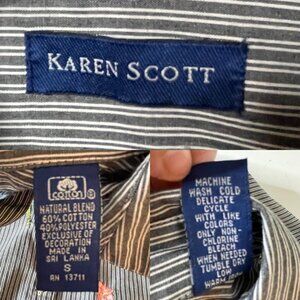 KAREN SCOTT
cotton ®
NATURAL BLEND
60% COTTON
40% POLYESTER
EXCLUSIVE OF
DECORATION
MADE IN
SRI LANKA
S
RN 13711
MACHINE
WASH COLD
DELICATE
CYCLE
WITH LIKE
COLORS
ONLY NON-
CHLORINE
BLEACH
WHEN NEEDED
TUMBLE DRY
LOW
WARM